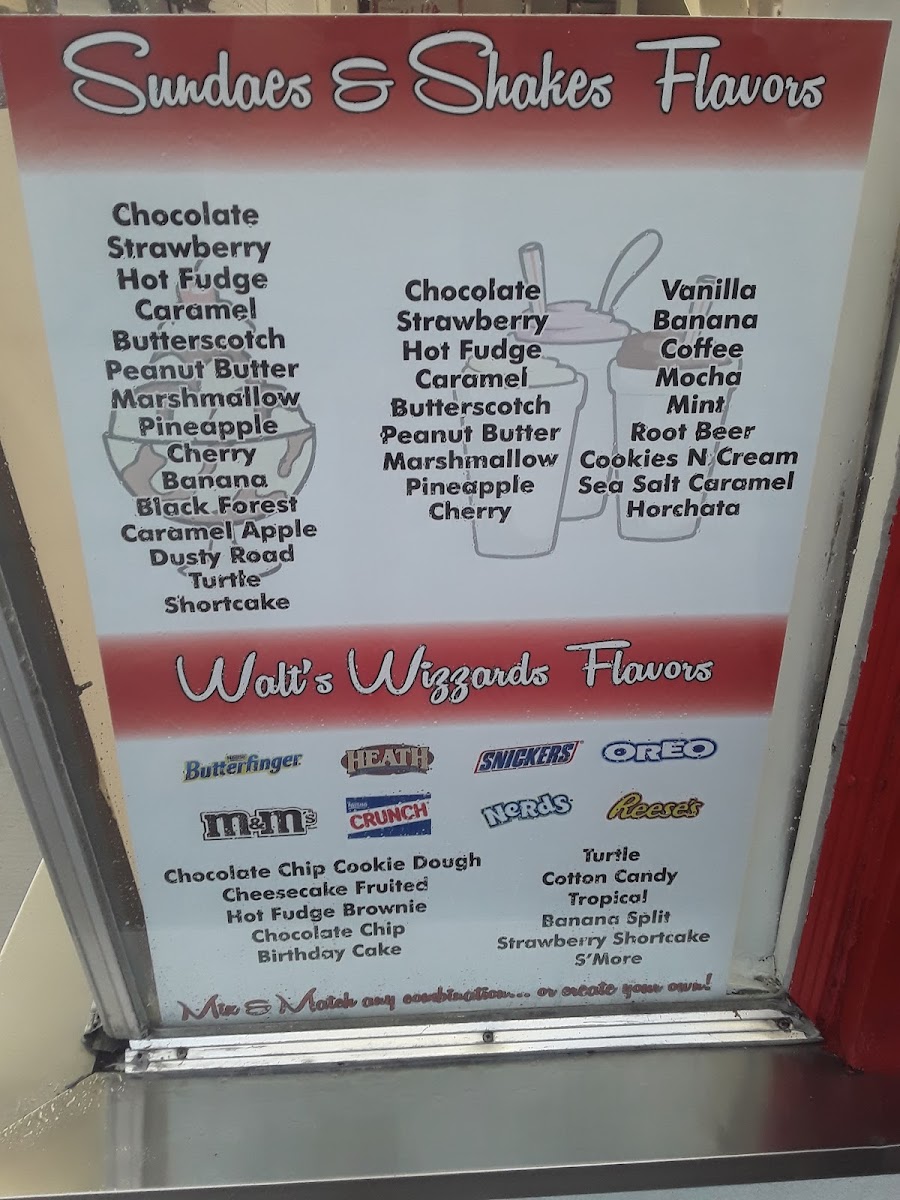 Sundaes & Shakes Flavors
Chocolate
Strawberry
Hot Fudge
Caramel
Butterscotch
Peanut Butter
Marshmallow
Pineapple
Cherry
Banana
Black Forest
Caramel Apple
Dusty Road
Turtle
Shortcake
Chocolate
Strawberry
Hot Fudge
Caramel
Butterscotch
Peanut Butter
Marshmallow
Pineapple
Cherry
Vanilla
Banana
Coffee
Mocha
Mint
Root Beer
Cookies N Cream
Sea Salt Caramel
Horchata
Walt's Wizzards Flavors
Butterfinger
HEATH
SNICKERS
OREO
m&m's
CRUNCH
NeRds
Reese's
Chocolate Chip Cookie Dough
Cheesecake Fruited
Hot Fudge Brownie
Chocolate Chip
Birthday Cake
Turtle
Cotton Candy
Tropical
Banana Split
Strawberry Shortcake
S'More
Mix & Match any combination... or create your own!